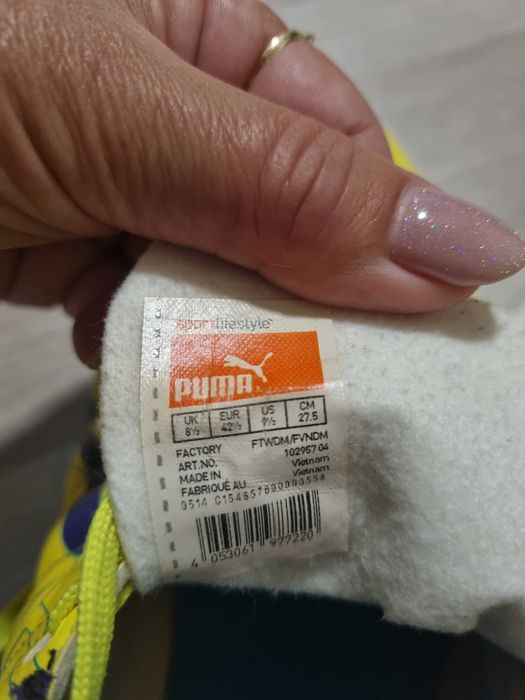 sportlifestyle
PUMA
UK EUR US CM
8½ 42½ 9½ 27.5
FACTORY FTWDM/FVNDM
ART.NO. 102957 04
MADE IN Vietnam
FABRIQUÉ AU Vietnam
0514
4 053061 977220